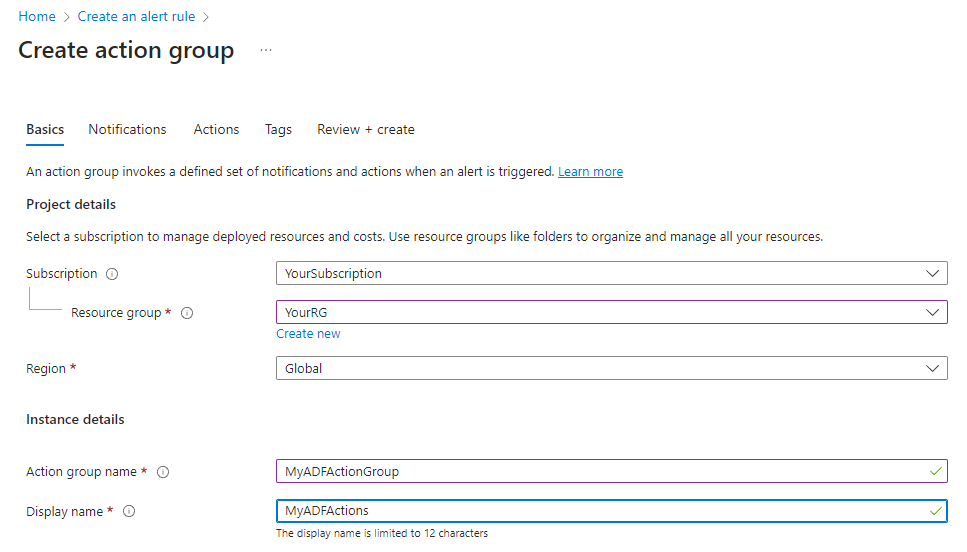 Home > Create an alert rule >
Create action group ...
Basics Notifications Actions Tags Review + create
An action group invokes a defined set of notifications and actions when an alert is triggered. Learn more
Project details
Select a subscription to manage deployed resources and costs. Use resource groups like folders to organize and manage all your resources.
Subscription YourSubscription
Resource group * YourRG
Create new
Region * Global
Instance details
Action group name * MyADFActionGroup
Display name * MyADFActions
The display name is limited to 12 characters